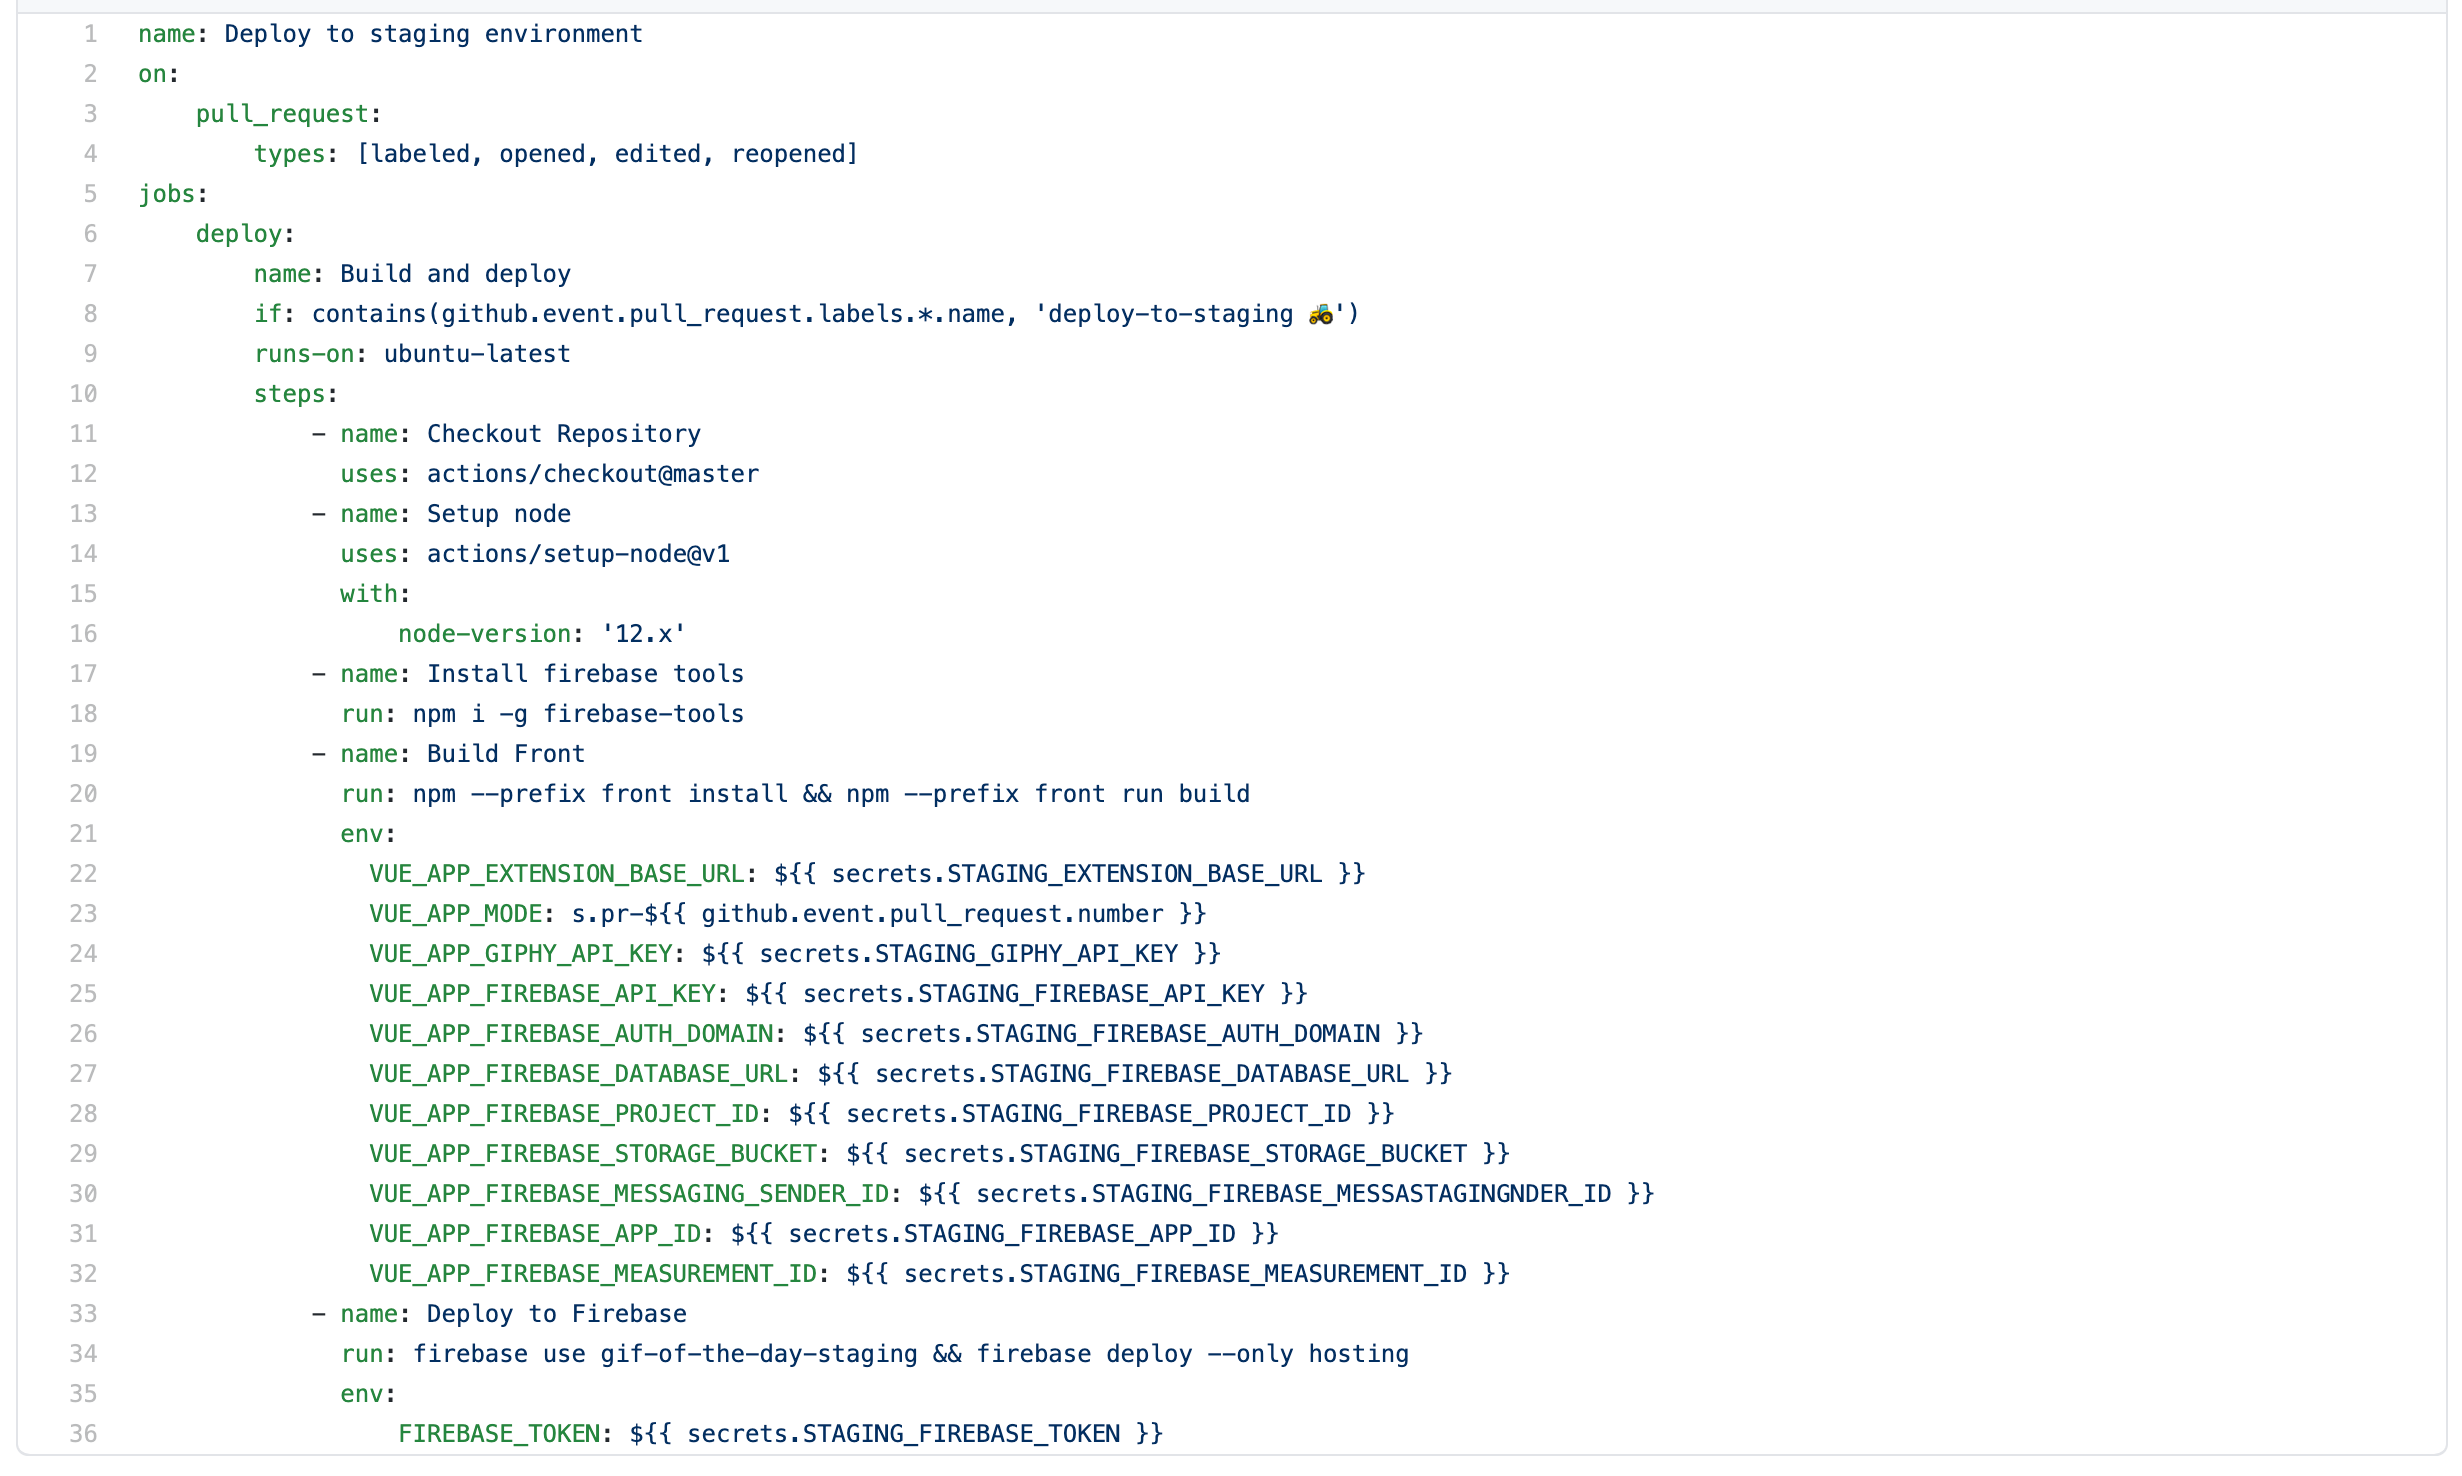 1 name: Deploy to staging environment
2 on:
3 pull_request:
4 types: [labeled, opened, edited, reopened]
5 jobs:
6 deploy:
7 name: Build and deploy
8 if: contains(github.event.pull_request.labels.*.name, 'deploy-to-staging 🚜')
9 runs-on: ubuntu-latest
10 steps:
11 - name: Checkout Repository
12 uses: actions/checkout@master
13 - name: Setup node
14 uses: actions/setup-node@v1
15 with:
16 node-version: '12.x'
17 - name: Install firebase tools
18 run: npm i -g firebase-tools
19 - name: Build Front
20 run: npm --prefix front install && npm --prefix front run build
21 env:
22 VUE_APP_EXTENSION_BASE_URL: ${{ secrets.STAGING_EXTENSION_BASE_URL }}
23 VUE_APP_MODE: s.pr-${{ github.event.pull_request.number }}
24 VUE_APP_GIPHY_API_KEY: ${{ secrets.STAGING_GIPHY_API_KEY }}
25 VUE_APP_FIREBASE_API_KEY: ${{ secrets.STAGING_FIREBASE_API_KEY }}
26 VUE_APP_FIREBASE_AUTH_DOMAIN: ${{ secrets.STAGING_FIREBASE_AUTH_DOMAIN }}
27 VUE_APP_FIREBASE_DATABASE_URL: ${{ secrets.STAGING_FIREBASE_DATABASE_URL }}
28 VUE_APP_FIREBASE_PROJECT_ID: ${{ secrets.STAGING_FIREBASE_PROJECT_ID }}
29 VUE_APP_FIREBASE_STORAGE_BUCKET: ${{ secrets.STAGING_FIREBASE_STORAGE_BUCKET }}
30 VUE_APP_FIREBASE_MESSAGING_SENDER_ID: ${{ secrets.STAGING_FIREBASE_MESSASTAGINGNDER_ID }}
31 VUE_APP_FIREBASE_APP_ID: ${{ secrets.STAGING_FIREBASE_APP_ID }}
32 VUE_APP_FIREBASE_MEASUREMENT_ID: ${{ secrets.STAGING_FIREBASE_MEASUREMENT_ID }}
33 - name: Deploy to Firebase
34 run: firebase use gif-of-the-day-staging && firebase deploy --only hosting
35 env:
36 FIREBASE_TOKEN: ${{ secrets.STAGING_FIREBASE_TOKEN }}